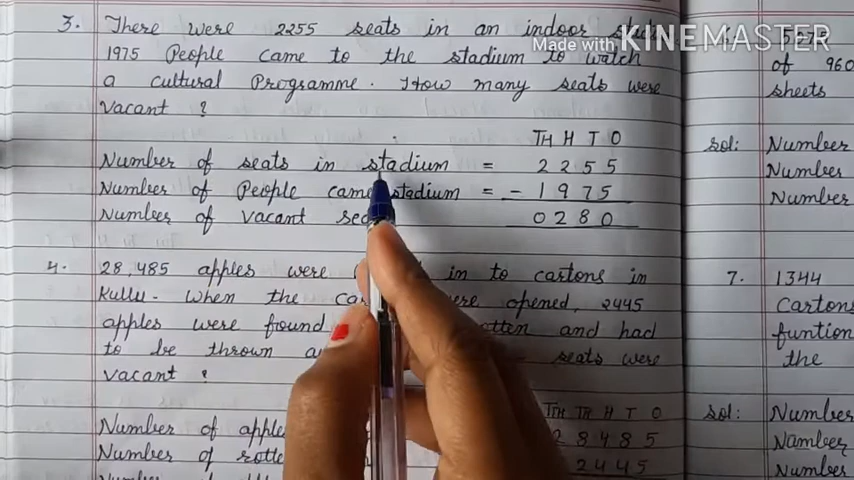 3. There were 2255 seats in an indoor
1975 People came to the stadium to watch
a cultural Programme. How many seats were
vacant ?
TH H T O
Number of seats in stadium = 2 2 5 5
Number of People came stadium = - 1 9 7 5
Number of vacant 0 2 8 0
4. 28,485 apples were in to cartons in
Kullu. When the were opened, 2445
apples were found rotten and had
to be thrown seats were
vacant ?
TTH TH H T O
Number of 2 8 4 8 5
Number of 2 4 4 5
Made with KINEMASTER
5275
of 960
sheets
Sol: Number
Number
Number
7. 1344
Cartons
funtion
the
Sol: Number
Number
Number